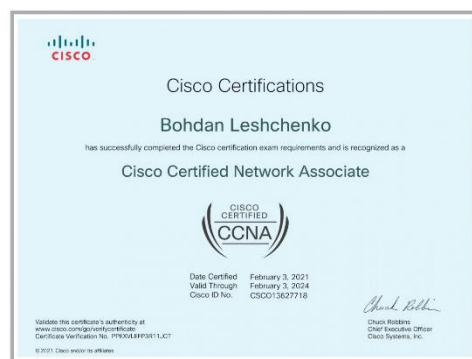 CISCO
Cisco Certifications
Bohdan Leshchenko
has successfully completed the Cisco certification exam requirements and is recognized as a
Cisco Certified Network Associate
CISCO
CERTIFIED
CCNA
Date Certified February 3, 2021
Valid Through February 3, 2024
Cisco ID No. CSCO13627718
Validate this certificate's authenticity at
www.cisco.com/go/verifycertificate
Certificate Verification No.
Chuck Robbins
Chuck Robbins
Chief Executive Officer
Cisco Systems, Inc.
© 2021 Cisco and/or its affiliates